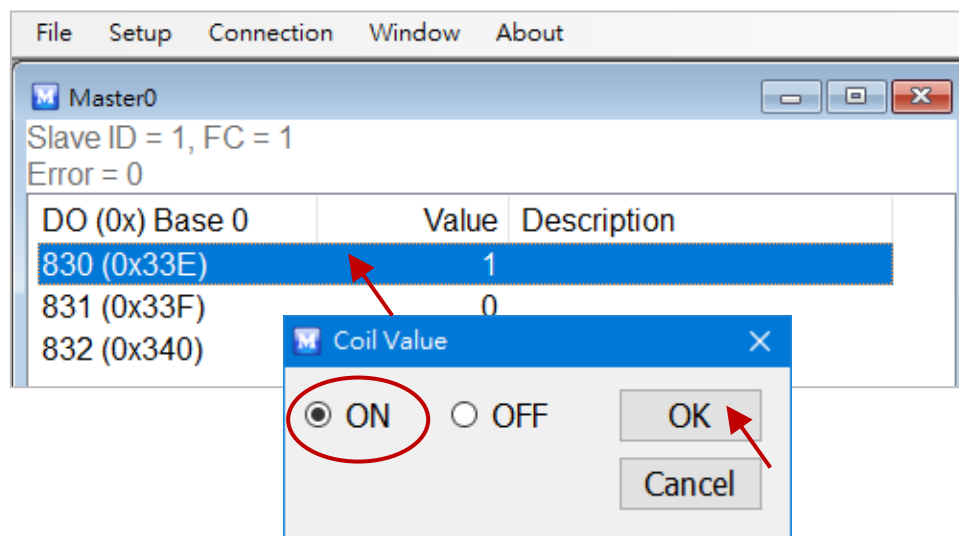 File Setup Connection Window About
Master0
Slave ID = 1, FC = 1
Error = 0
DO (0x) Base 0 Value Description
830 (0x33E) 1
831 (0x33F) 0
832 (0x340)
Coil Value
ON OFF OK
Cancel